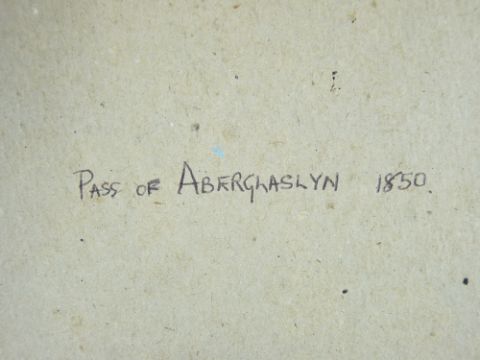 Pass of Aberglaslyn 1850.